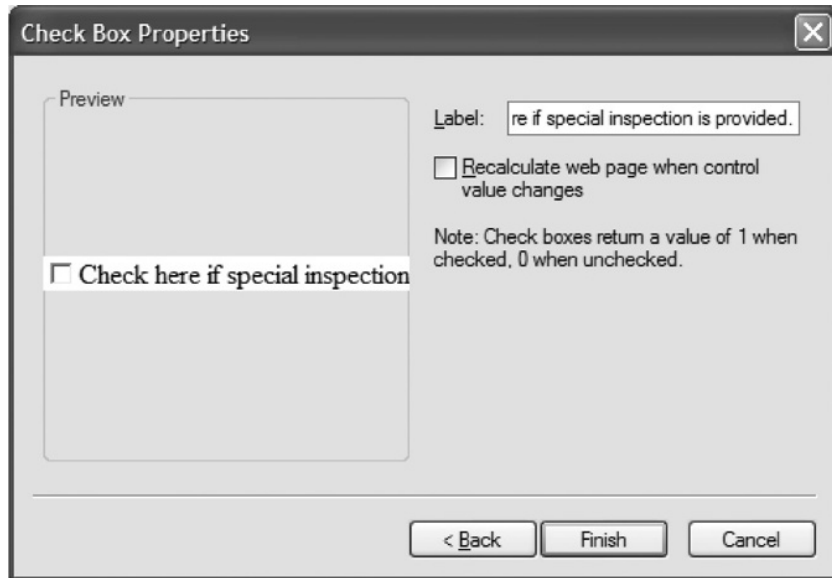 Check Box Properties
Preview
Check here if special inspection
Label: re if special inspection is provided.
Recalculate web page when control
value changes
Note: Check boxes return a value of 1 when
checked, 0 when unchecked.
< Back
Finish
Cancel